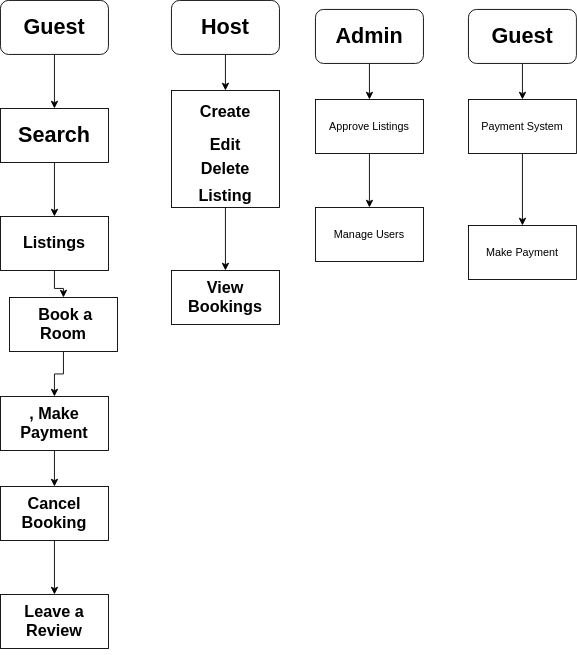 Guest
Search
Listings
Book a
Room
, Make
Payment
Cancel
Booking
Leave a
Review
Host
Create
Edit
Delete
Listing
View
Bookings
Admin
Approve Listings
Manage Users
Guest
Payment System
Make Payment